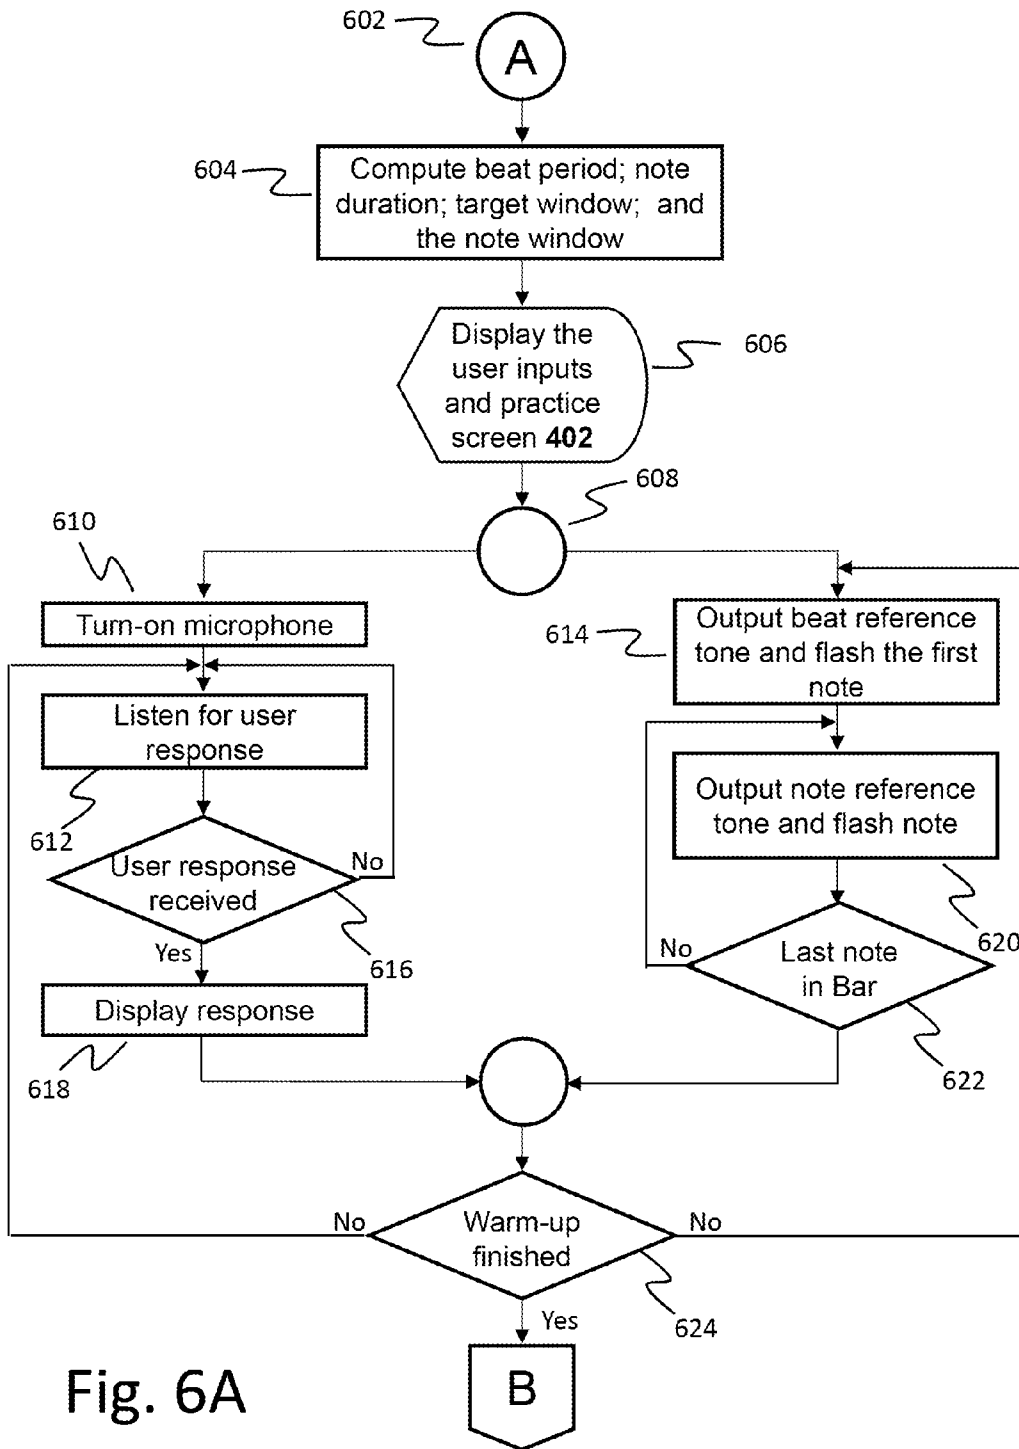 602
A
604
Compute beat period; note
duration; target window; and
the note window
Display the
user inputs
and practice
screen 402
606
608
610
Turn-on microphone
614
Output beat reference
tone and flash the first
note
Listen for user
response
612
Output note reference
tone and flash note
User response
received
No
616
Yes
620
Last note
in Bar
No
622
Display response
618
Warm-up
finished
No
No
624
Yes
B
Fig. 6A